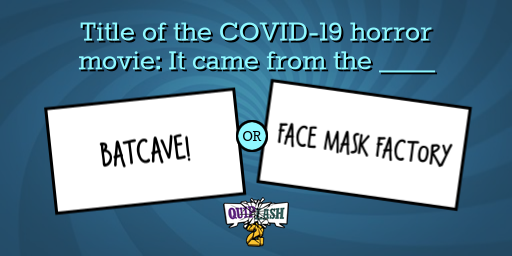 Title of the COVID-19 horror
movie: It came from the ____
BATCAVE!
OR
FACE MASK FACTORY
QUIPLASH
2